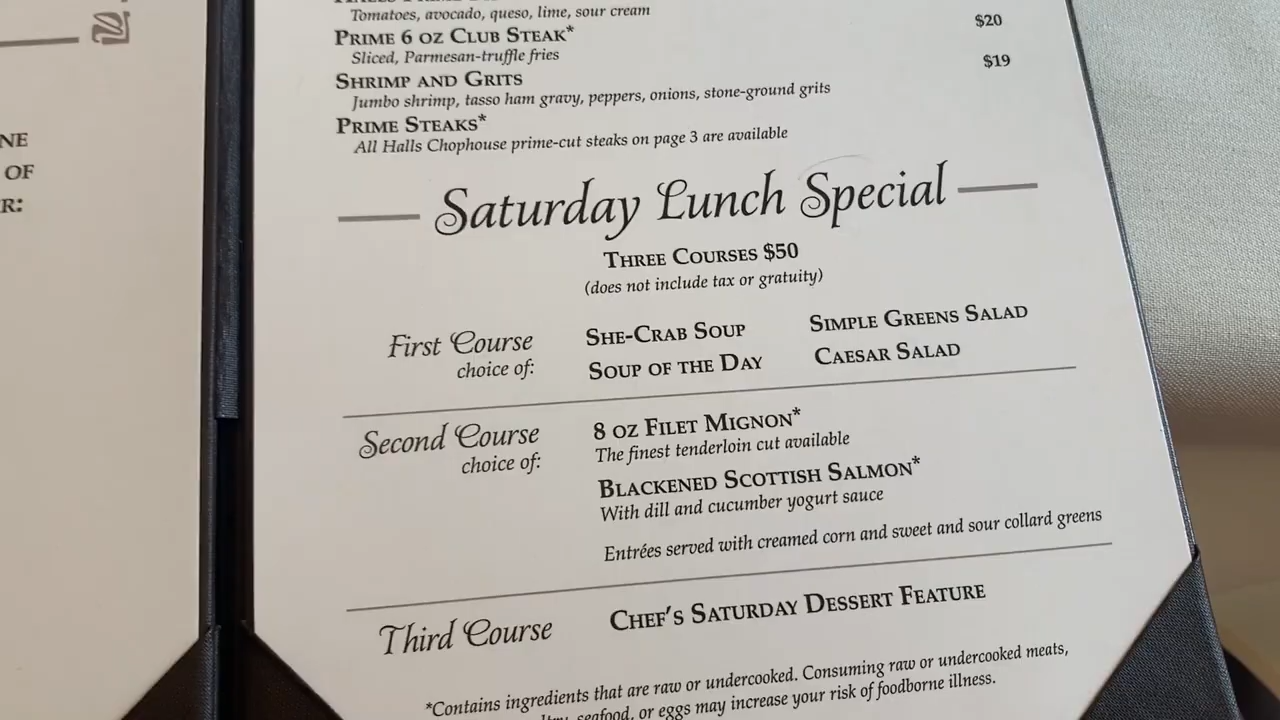 NE
OF
R:
Tomatoes, avocado, queso, lime, sour cream
$20
PRIME 6 OZ CLUB STEAK*
Sliced, Parmesan-truffle fries
$19
SHRIMP AND GRITS
Jumbo shrimp, tasso ham gravy, peppers, onions, stone-ground grits
PRIME STEAKS*
All Halls Chophouse prime-cut steaks on page 3 are available
Saturday Lunch Special
THREE COURSES $50
(does not include tax or gratuity)
First Course
choice of:
SHE-CRAB SOUP
SIMPLE GREENS SALAD
SOUP OF THE DAY
CAESAR SALAD
Second Course
choice of:
8 OZ FILET MIGNON*
The finest tenderloin cut available
BLACKENED SCOTTISH SALMON*
With dill and cucumber yogurt sauce
Entrées served with creamed corn and sweet and sour collard greens
Third Course
CHEF'S SATURDAY DESSERT FEATURE
*Contains ingredients that are raw or undercooked. Consuming raw or undercooked meats,
seafood, or eggs may increase your risk of foodborne illness.